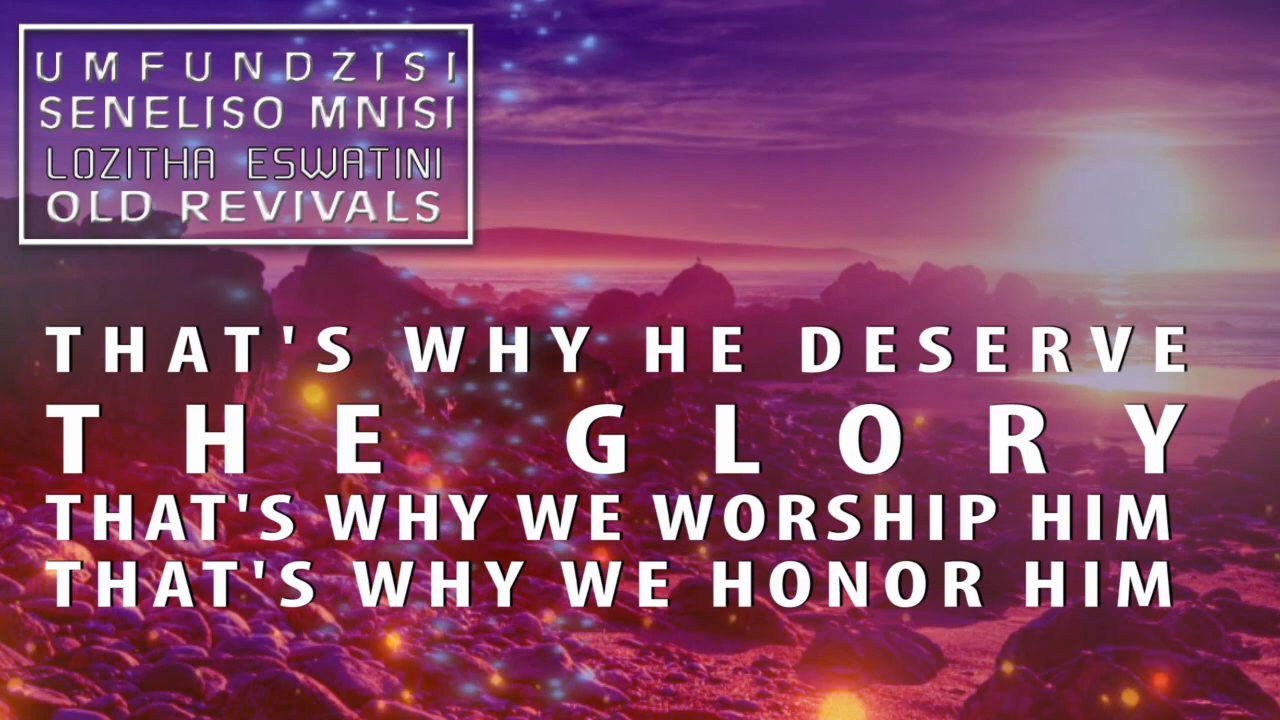 UMFUNDZISI
SENELISO MNISI
LOZITHA ESWATINI
OLD REVIVALS
THAT'S WHY HE DESERVE
THE GLORY
THAT'S WHY WE WORSHIP HIM
THAT'S WHY WE HONOR HIM